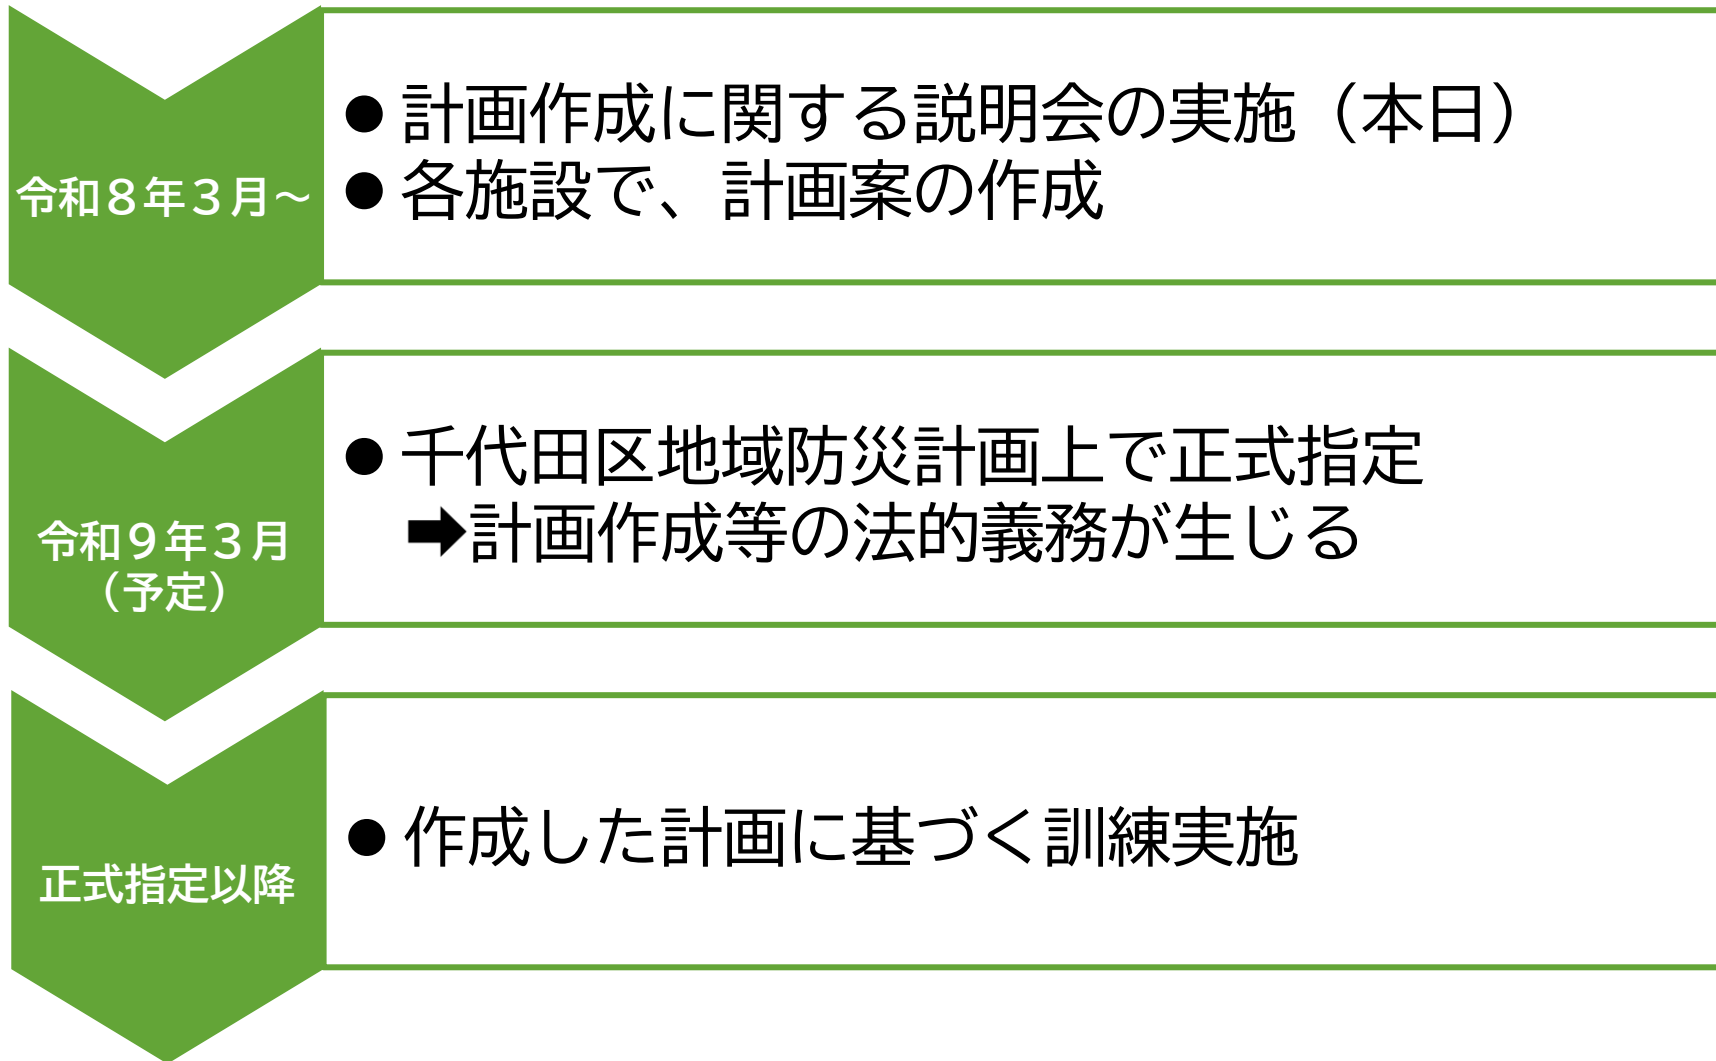 令和８年３月～
● 計画作成に関する説明会の実施（本日）
● 各施設で、計画案の作成
令和９年３月
（予定）
● 千代田区地域防災計画上で正式指定
➡計画作成等の法的義務が生じる
正式指定以降
● 作成した計画に基づく訓練実施